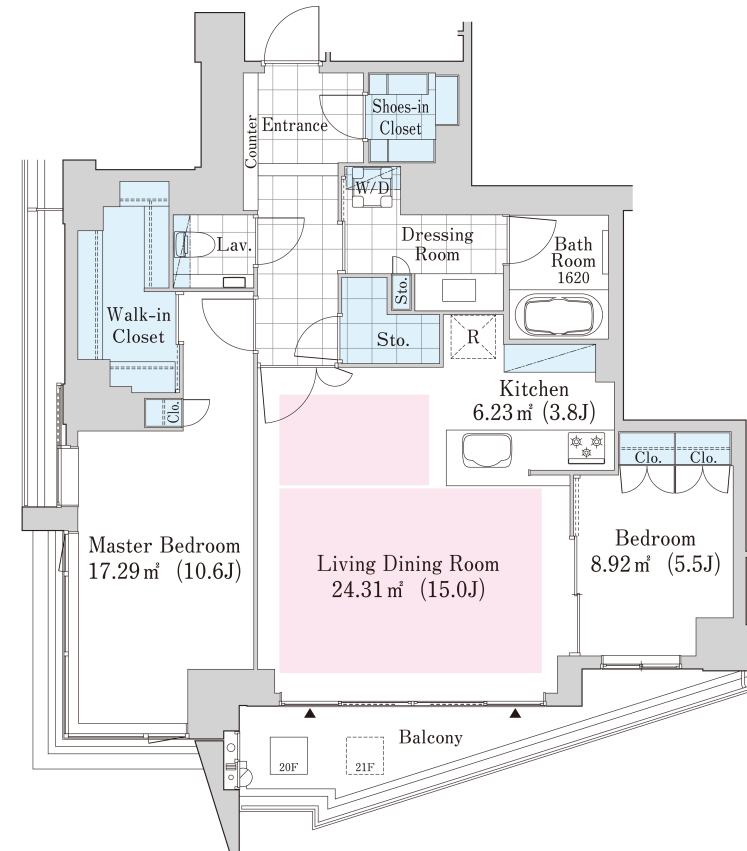 Shoes-in
Closet
Entrance
Counter
W/D
Lav.
Dressing
Room
Bath
Room
1620
Sto.
Walk-in
Closet
Sto.
R
Clo.
Kitchen
6.23㎡ (3.8J)
Clo.
Clo.
Master Bedroom
17.29㎡ (10.6J)
Living Dining Room
24.31㎡ (15.0J)
Bedroom
8.92㎡ (5.5J)
Balcony
20F
21F